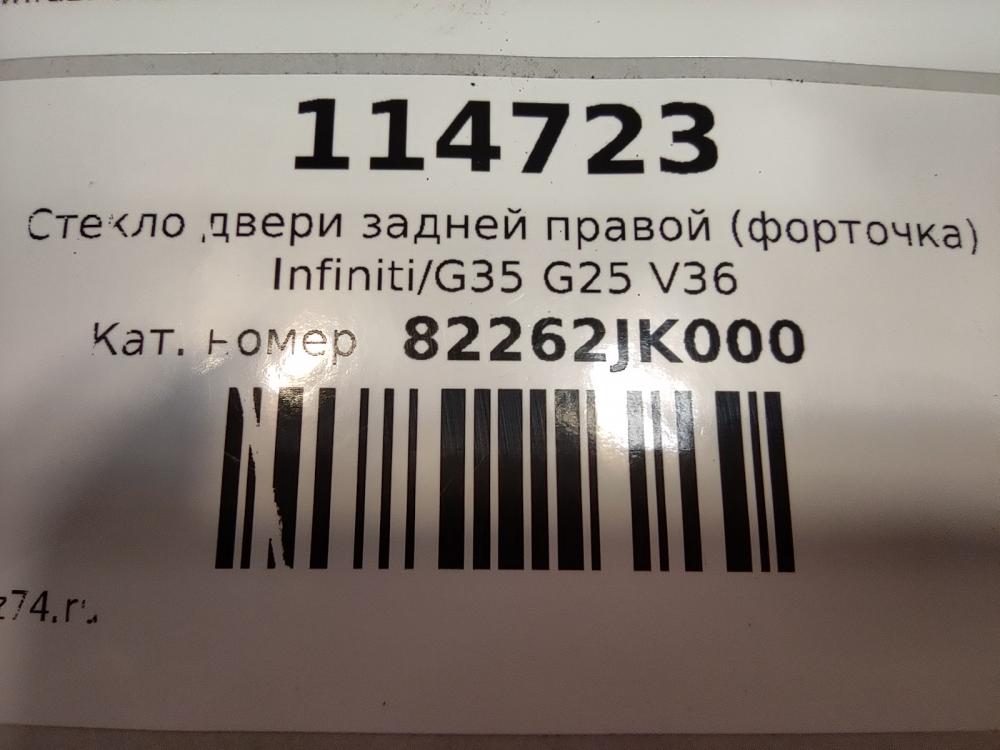 114723
Стекло двери задней правой (форточка)
Infiniti/G35 G25 V36
Кат. номер 82262JK000
z74.ru